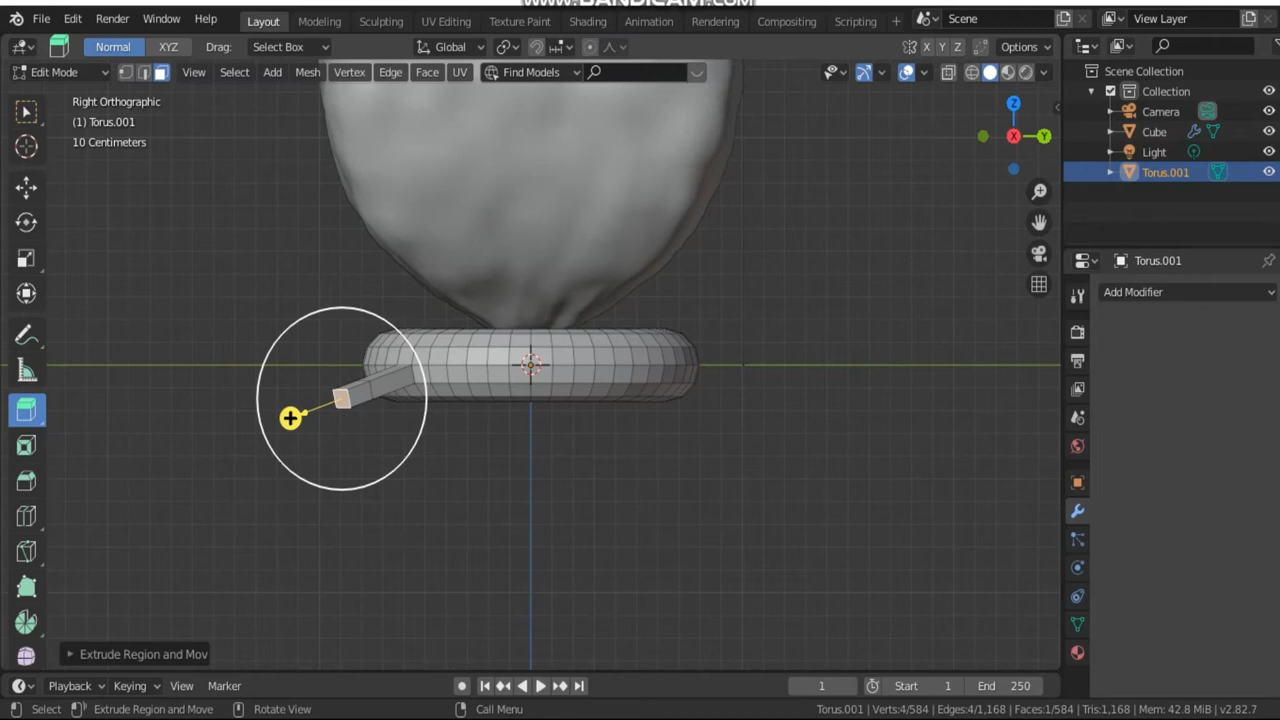 www.BANDICAM.com
File Edit Render Window Help Layout Modeling Sculpting UV Editing Texture Paint Shading Animation Rendering Compositing Scripting + Scene View Layer
Normal XYZ Drag: Select Box Global X Y Z Options
Edit Mode View Select Add Mesh Vertex Edge Face UV Find Models
Right Orthographic
(1) Torus.001
10 Centimeters
Z
X
Y
Scene Collection
Collection
Camera
Cube
Light
Torus.001
Torus.001
Add Modifier
Extrude Region and Mov
Playback Keying View Marker 1 Start 1 End 250
Select Extrude Region and Move Rotate View Call Menu Torus.001 | Verts:4/584 | Edges:4/1,168 | Faces:1/584 | Tris:1,168 | Mem: 42.8 MiB | v2.82.7